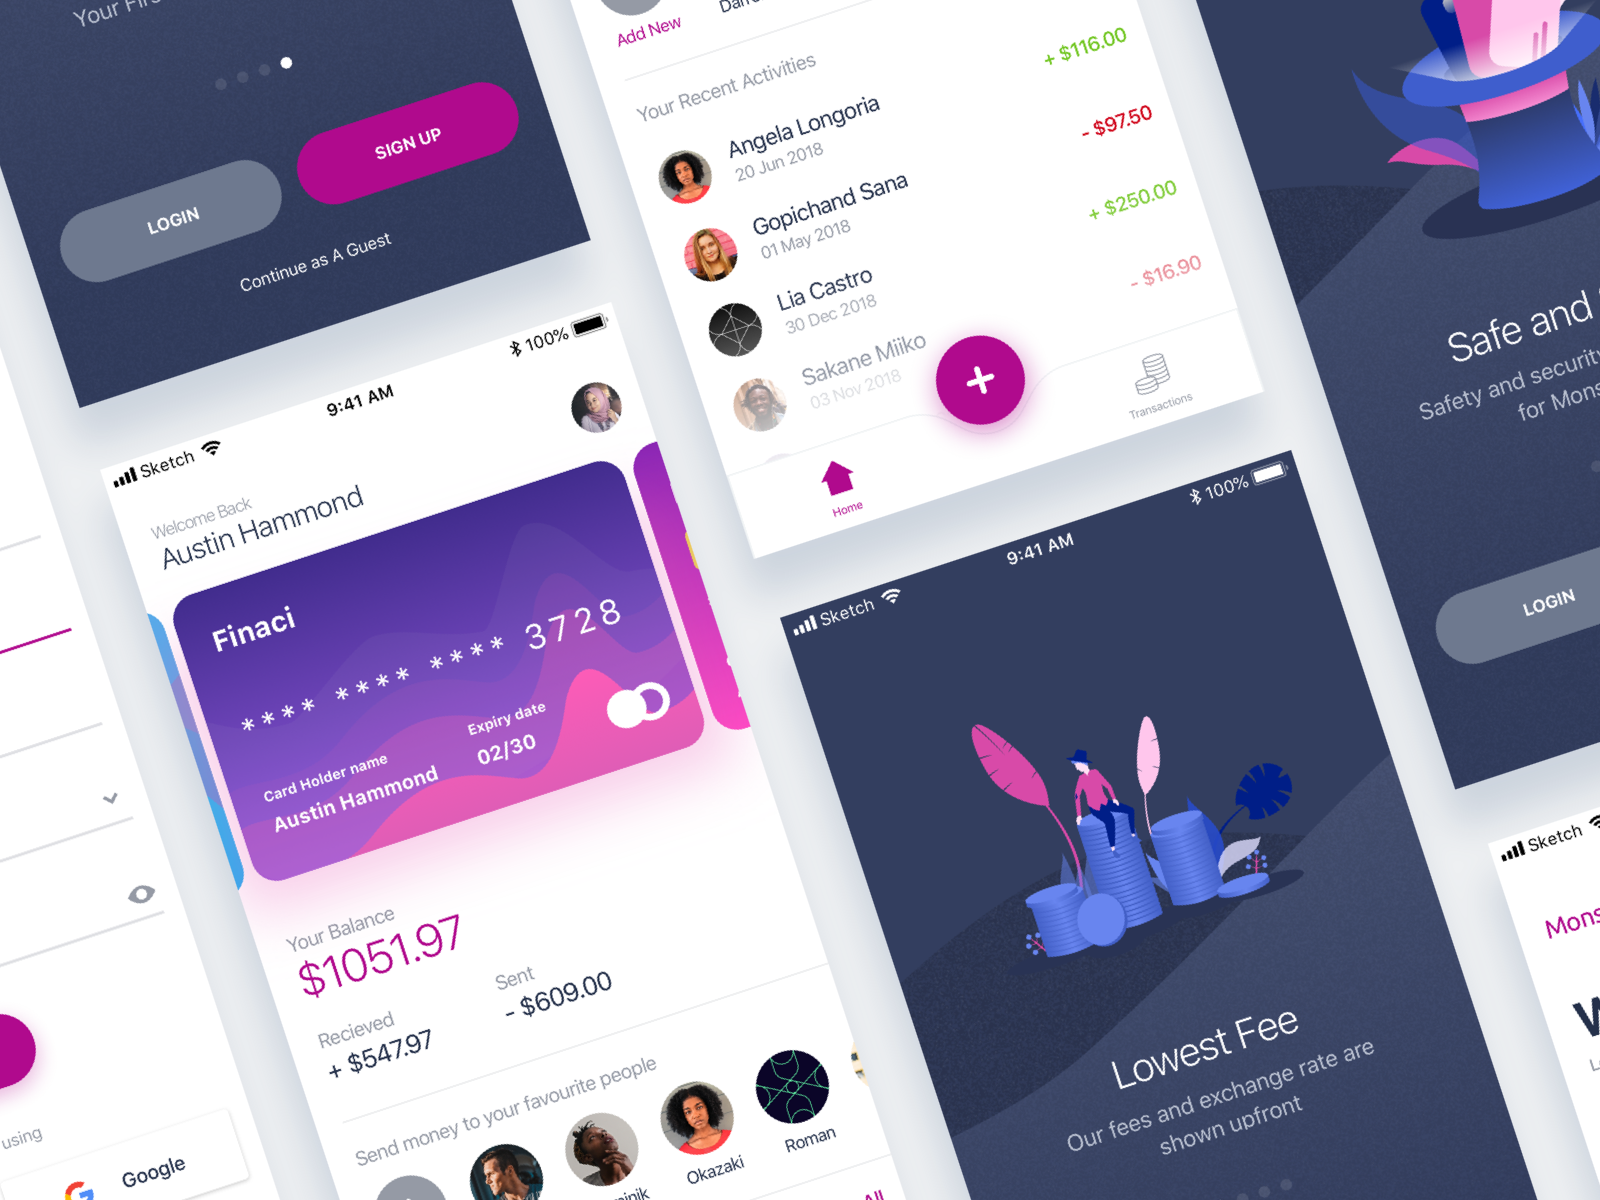 Your Firs
LOGIN
SIGN UP
Continue as A Guest
Add New
Your Recent Activities
Angela Longoria
20 Jun 2018
+ $116.00
Gopichand Sana
01 May 2018
- $97.50
Lia Castro
30 Dec 2018
+ $250.00
Sakane Miiko
03 Nov 2018
- $16.90
Home
Transactions
Safe and
Safety and security
for Mons
LOGIN
Sketch
9:41 AM
100%
Welcome Back
Austin Hammond
Finaci
**** **** **** 3728
Card Holder name
Austin Hammond
Expiry date
02/30
Your Balance
$1051.97
Recieved
+ $547.97
Sent
- $609.00
Send money to your favourite people
Okazaki
Roman
All
using
Google
Sketch
9:41 AM
100%
Lowest Fee
Our fees and exchange rate are
shown upfront
Sketch
Mons